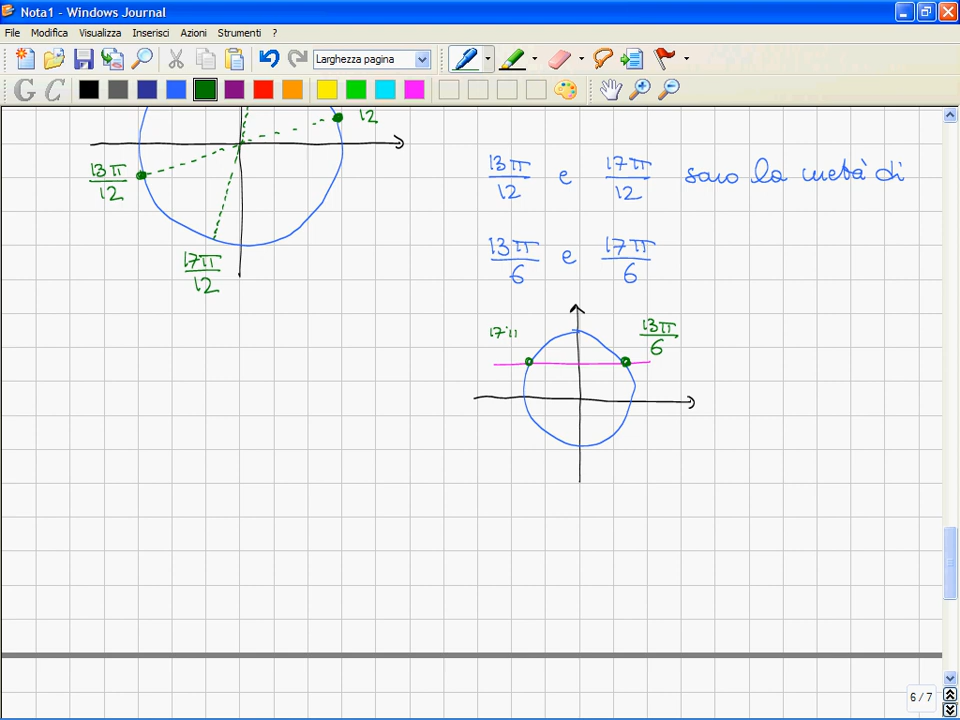 Nota1 - Windows Journal
File Modifica Visualizza Inserisci Azioni Strumenti ?
Larghezza pagina
G C
12
13π/12
17π/12
13π/12 e 17π/12 sono la metà di
13π/6 e 17π/6
17π
13π/6
6 / 7